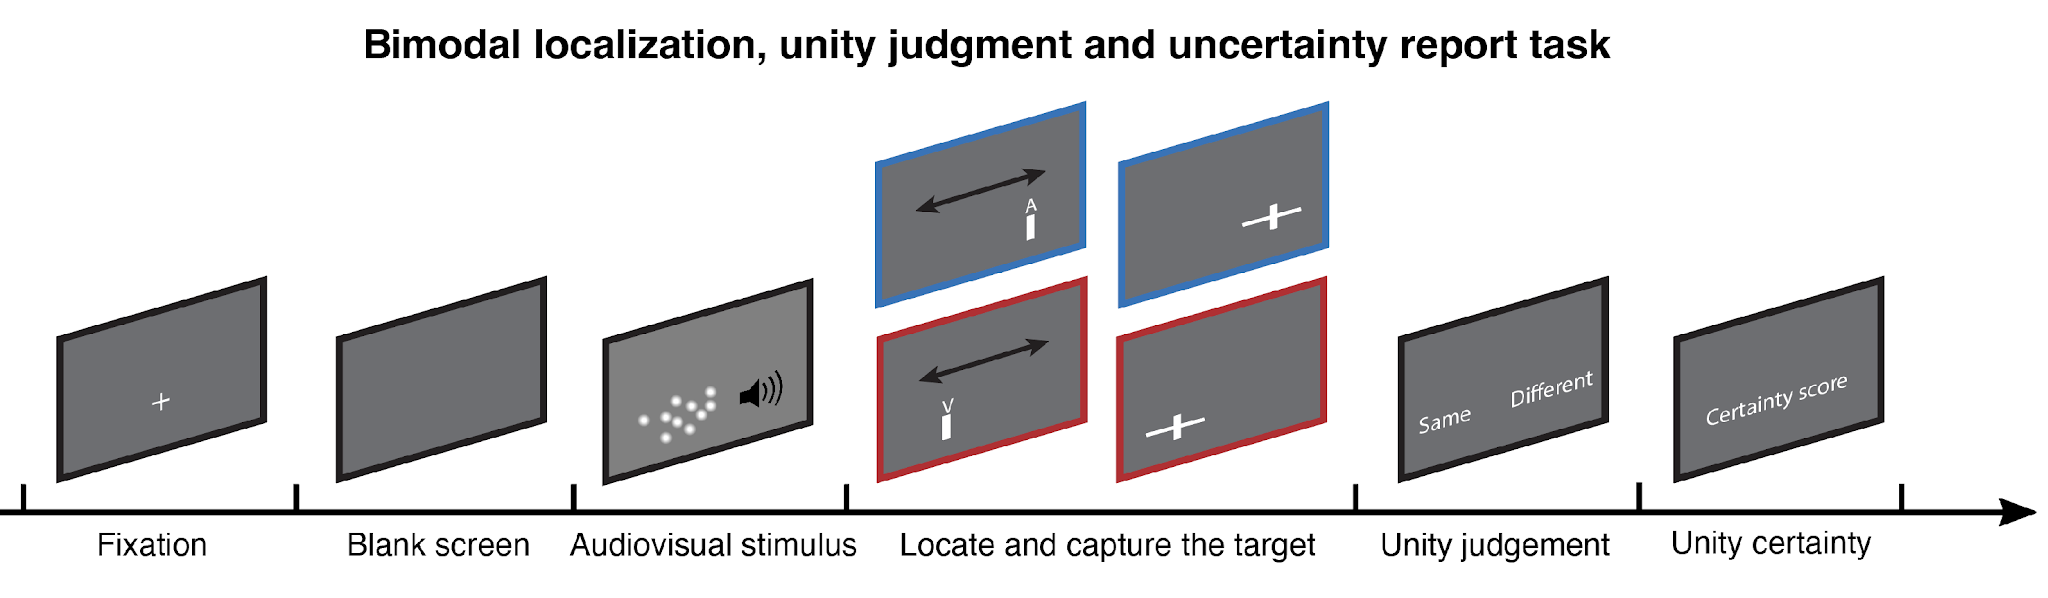 Bimodal localization, unity judgment and uncertainty report task
A
V
Same
Different
Certainty score
Fixation
Blank screen
Audiovisual stimulus
Locate and capture the target
Unity judgement
Unity certainty